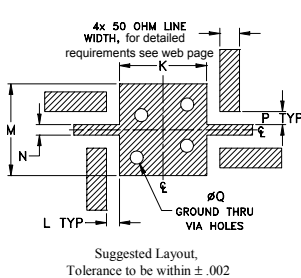 4x 50 OHM LINE
WIDTH, for detailed
requirements see web page
K
M
N
P TYP
℄
℄
L TYP
øQ
GROUND THRU
VIA HOLES
Suggested Layout,
Tolerance to be within ± .002